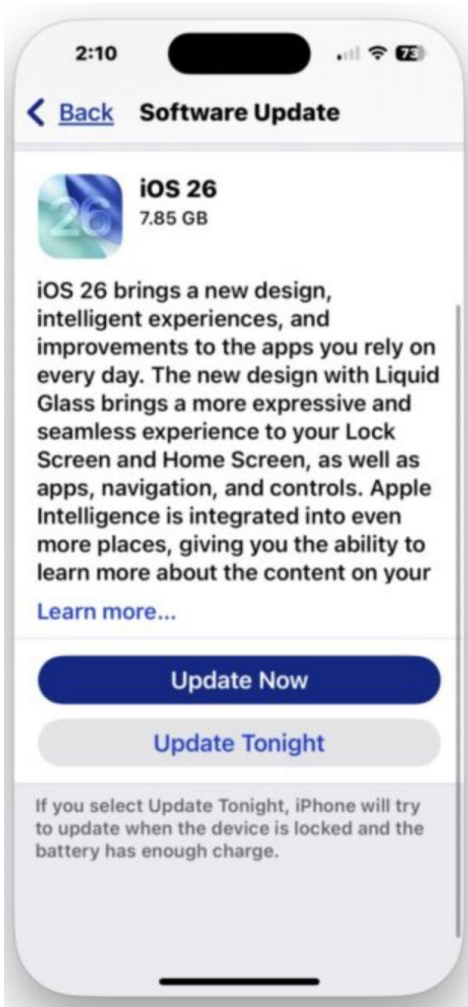 2:10
73
Back
Software Update
26
iOS 26
7.85 GB
iOS 26 brings a new design,
intelligent experiences, and
improvements to the apps you rely on
every day. The new design with Liquid
Glass brings a more expressive and
seamless experience to your Lock
Screen and Home Screen, as well as
apps, navigation, and controls. Apple
Intelligence is integrated into even
more places, giving you the ability to
learn more about the content on your
Learn more...
Update Now
Update Tonight
If you select Update Tonight, iPhone will try
to update when the device is locked and the
battery has enough charge.